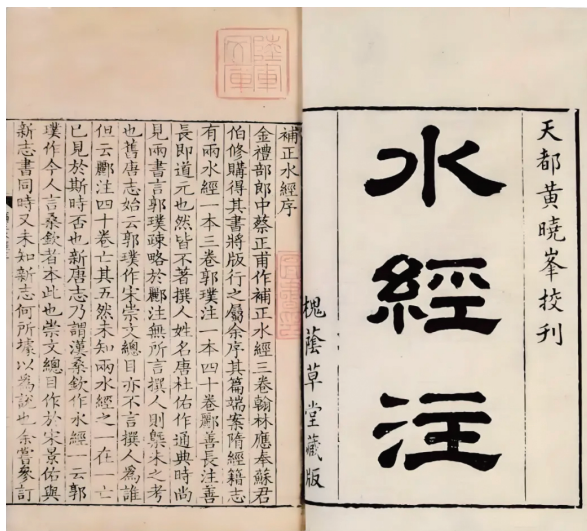 天都黄曉峯挍刊
水經注
槐蔭草堂藏版
陸軍
文庫
補正水經序
金禮部郎中蔡正甫作補正水經三卷翰林應奉蘇君
伯修購得其書將版行之属余序其篇端案隋經籍志
有兩水經一本三卷郭璞注一本四十卷酈善長注善
長即道元也然皆不著撰人姓名唐杜佑作通典時尚
見兩書言郭璞疎略於酈注無所言撰人則槩未之考
也舊唐志始云郭璞作宋崇文總目亦不言撰人為誰
但云酈注四十卷亡其五然未知兩水經之一在一亡
已見於斯時否也新唐志乃謂漢桑欽作水經一云郭
璞作今人言桑欽者本此也崇文總目作於宋景祐與
新志書同時又未知新志何所據以為說也余嘗參訂